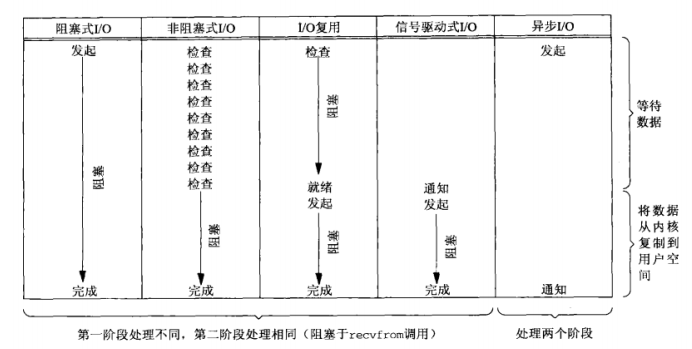 阻塞式I/O 非阻塞式I/O I/O复用 信号驱动式I/O 异步I/O
发起 检查 检查 发起
检查
检查
检查
检查
检查
检查
检查
检查
阻塞
阻塞
等待
数据
就绪 通知
发起 发起
阻塞
阻塞
阻塞
将数据
从内核
复制到
用户空
间
完成 完成 完成 完成 通知
第一阶段处理不同，第二阶段处理相同（阻塞于recvfrom调用） 处理两个阶段